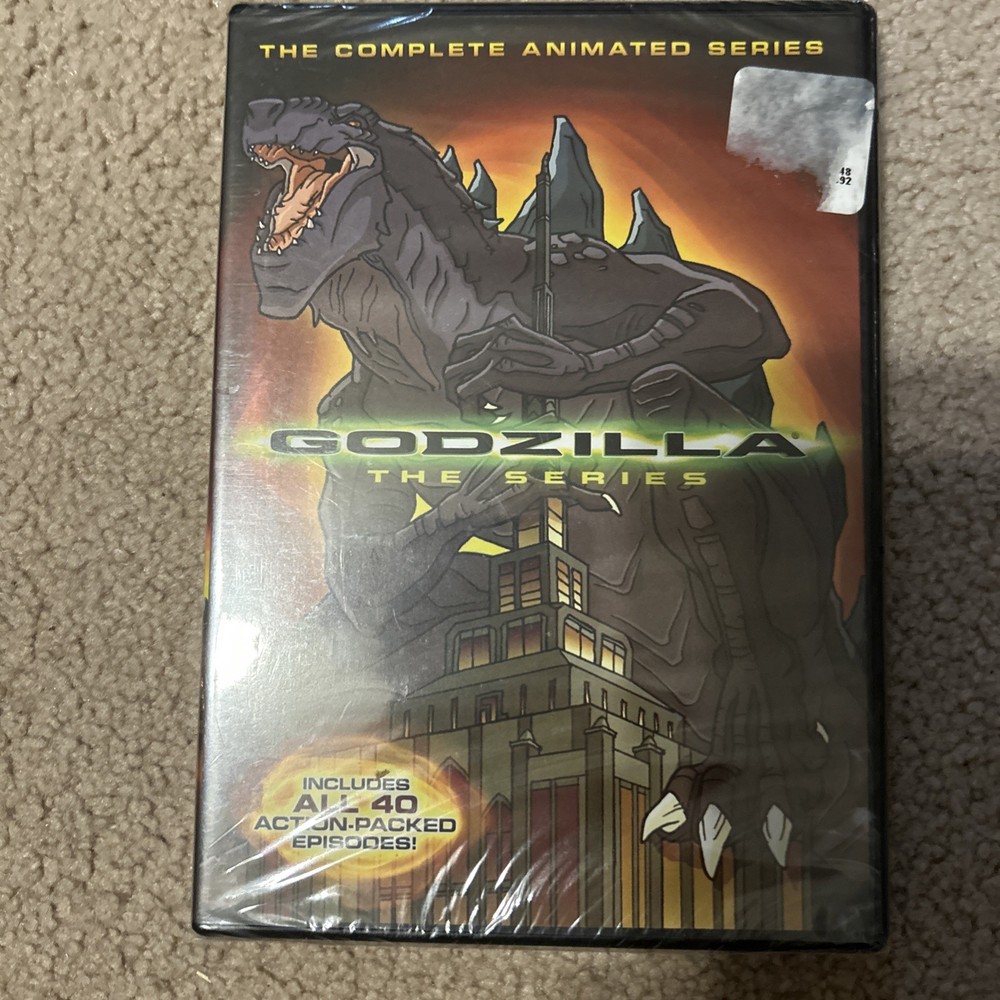 THE COMPLETE ANIMATED SERIES
48
.92
GODZILLA
THE SERIES
INCLUDES
ALL 40
ACTION-PACKED
EPISODES!